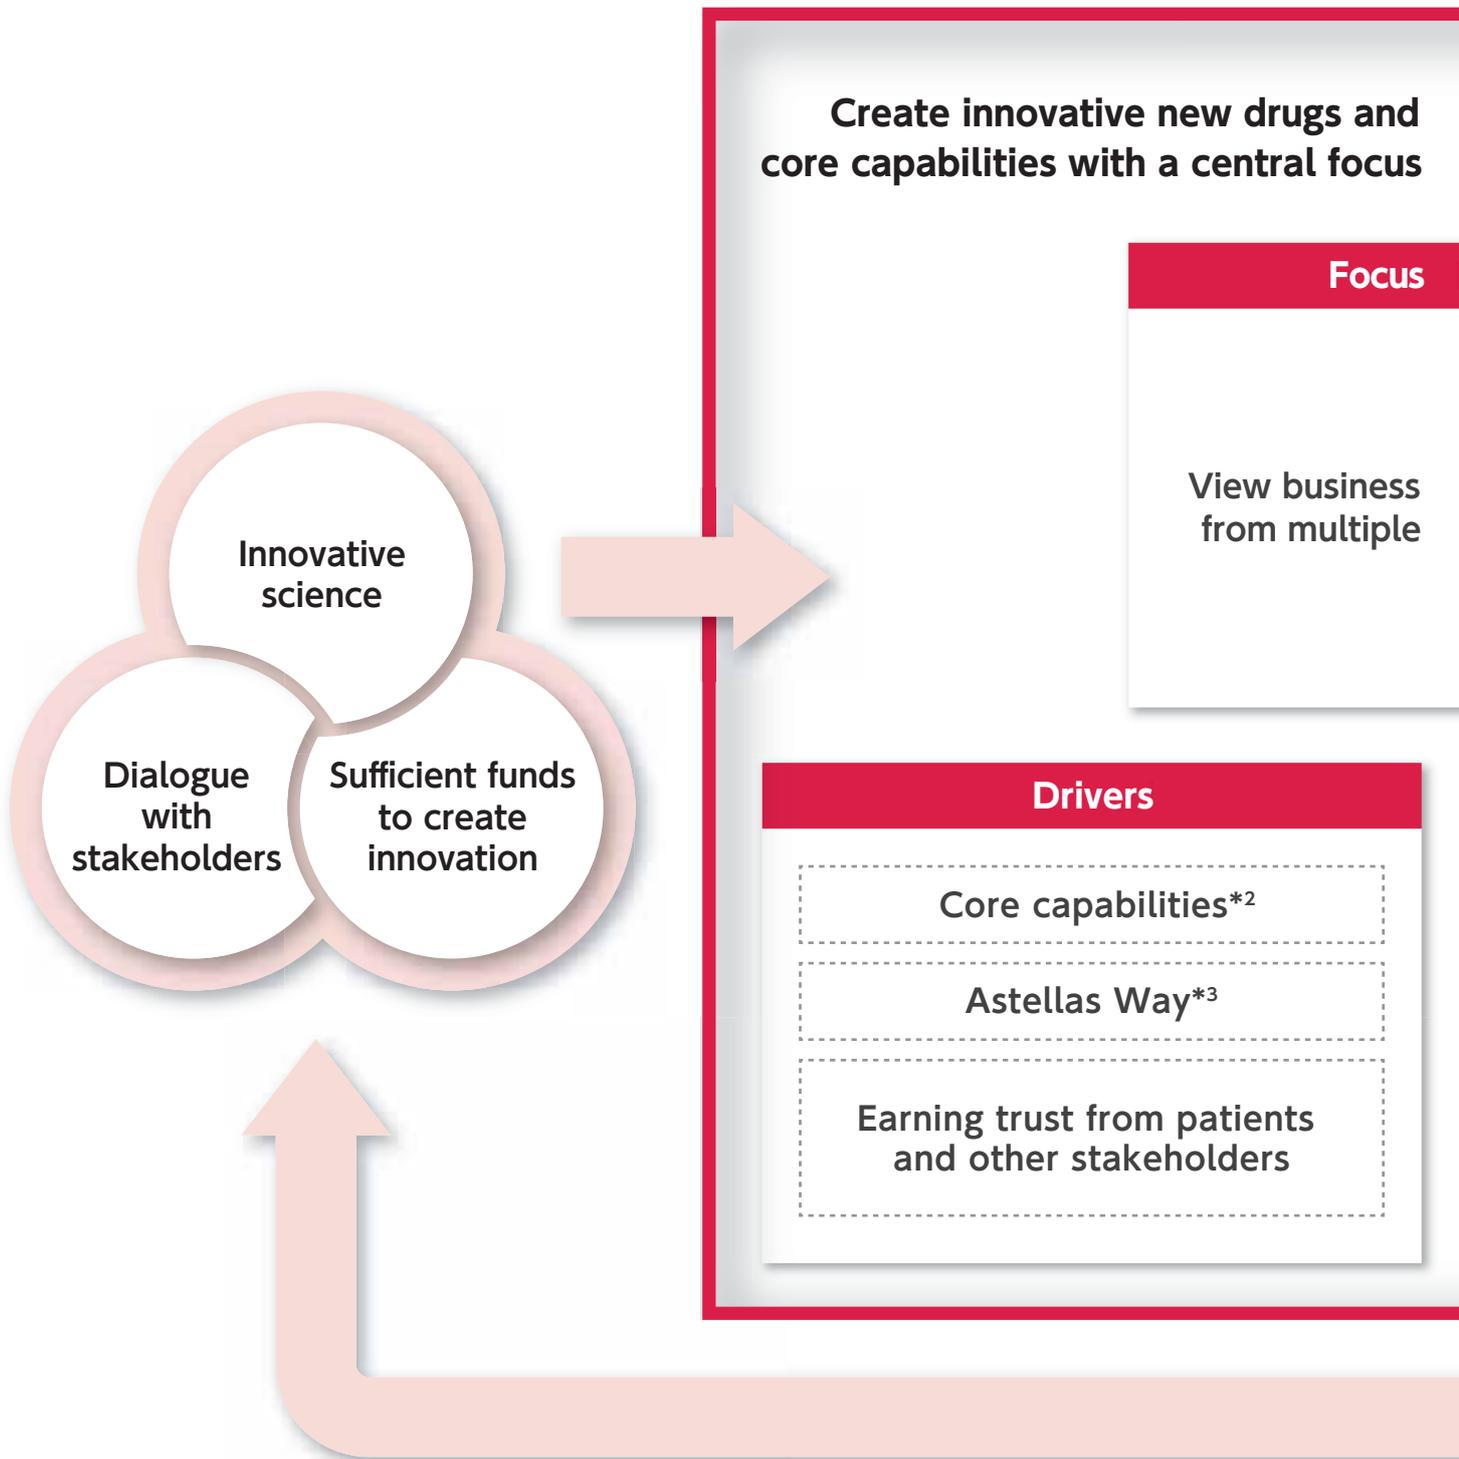 Create innovative new drugs and
core capabilities with a central focus
Focus
View business
from multiple
Innovative
science
Dialogue
with
stakeholders
Sufficient funds
to create
innovation
Drivers
Core capabilities*2
Astellas Way*3
Earning trust from patients
and other stakeholders